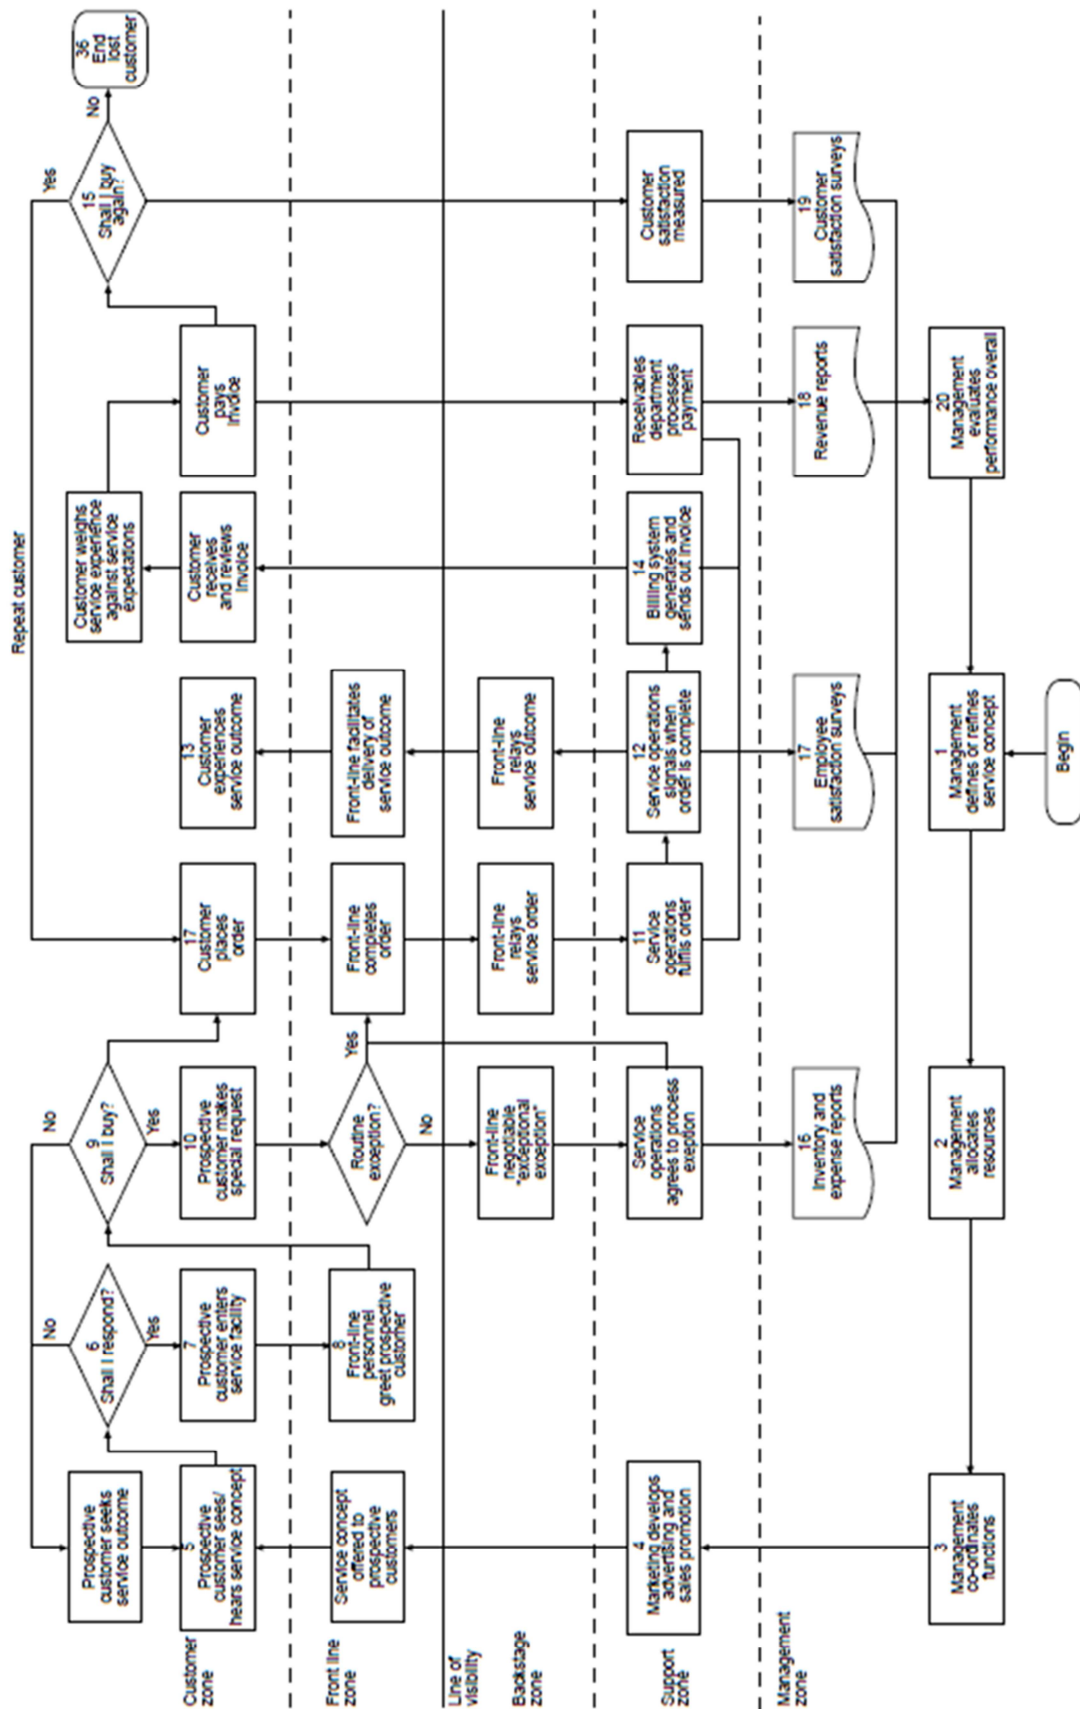 Repeat customer
No
No
Yes
Prospective
customer seeks
service outcome
6
Shall I respond?
9
Shall I buy?
Customer weighs
service experience
against service
expectations
15
Shall I buy
again?
No
36
End
lost
customer
Yes
Yes
Customer
zone
5
Prospective
customer sees/
hears service concept
7
Prospective
customer enters
service facility
10
Prospective
customer makes
special request
17
Customer
places
order
13
Customer
experiences
service outcome
Customer
receives
and reviews
invoice
Customer
pays
invoice
Front line
zone
Service concept
offered to
prospective
customers
8
Front-line
personnel
greet prospective
customer
Routine
exception?
Yes
No
Front-line
completes
order
Front-line facilitates
delivery of
service outcome
Line of
visibility
Backstage
zone
Front-line
negotiable
"exceptional
exception"
Front-line
relays
service order
Front-line
relays
service outcome
Support
zone
4
Marketing develops
advertising and
sales promotion
Service
operations
agrees to process
exeption
11
Service
operations
fulfils order
12
Service operations
signals when
order is complete
14
Billing system
generates and
sends out invoice
Receivables
department
processes
payment
Customer
satisfaction
measured
Management
zone
16
Inventory and
expense reports
17
Employee
satisfaction surveys
18
Revenue reports
19
Customer
satisfaction surveys
3
Management
co-ordinates
functions
2
Management
allocates
resources
1
Management
defines or refines
service concept
20
Management
evaluates
performance overall
Begin